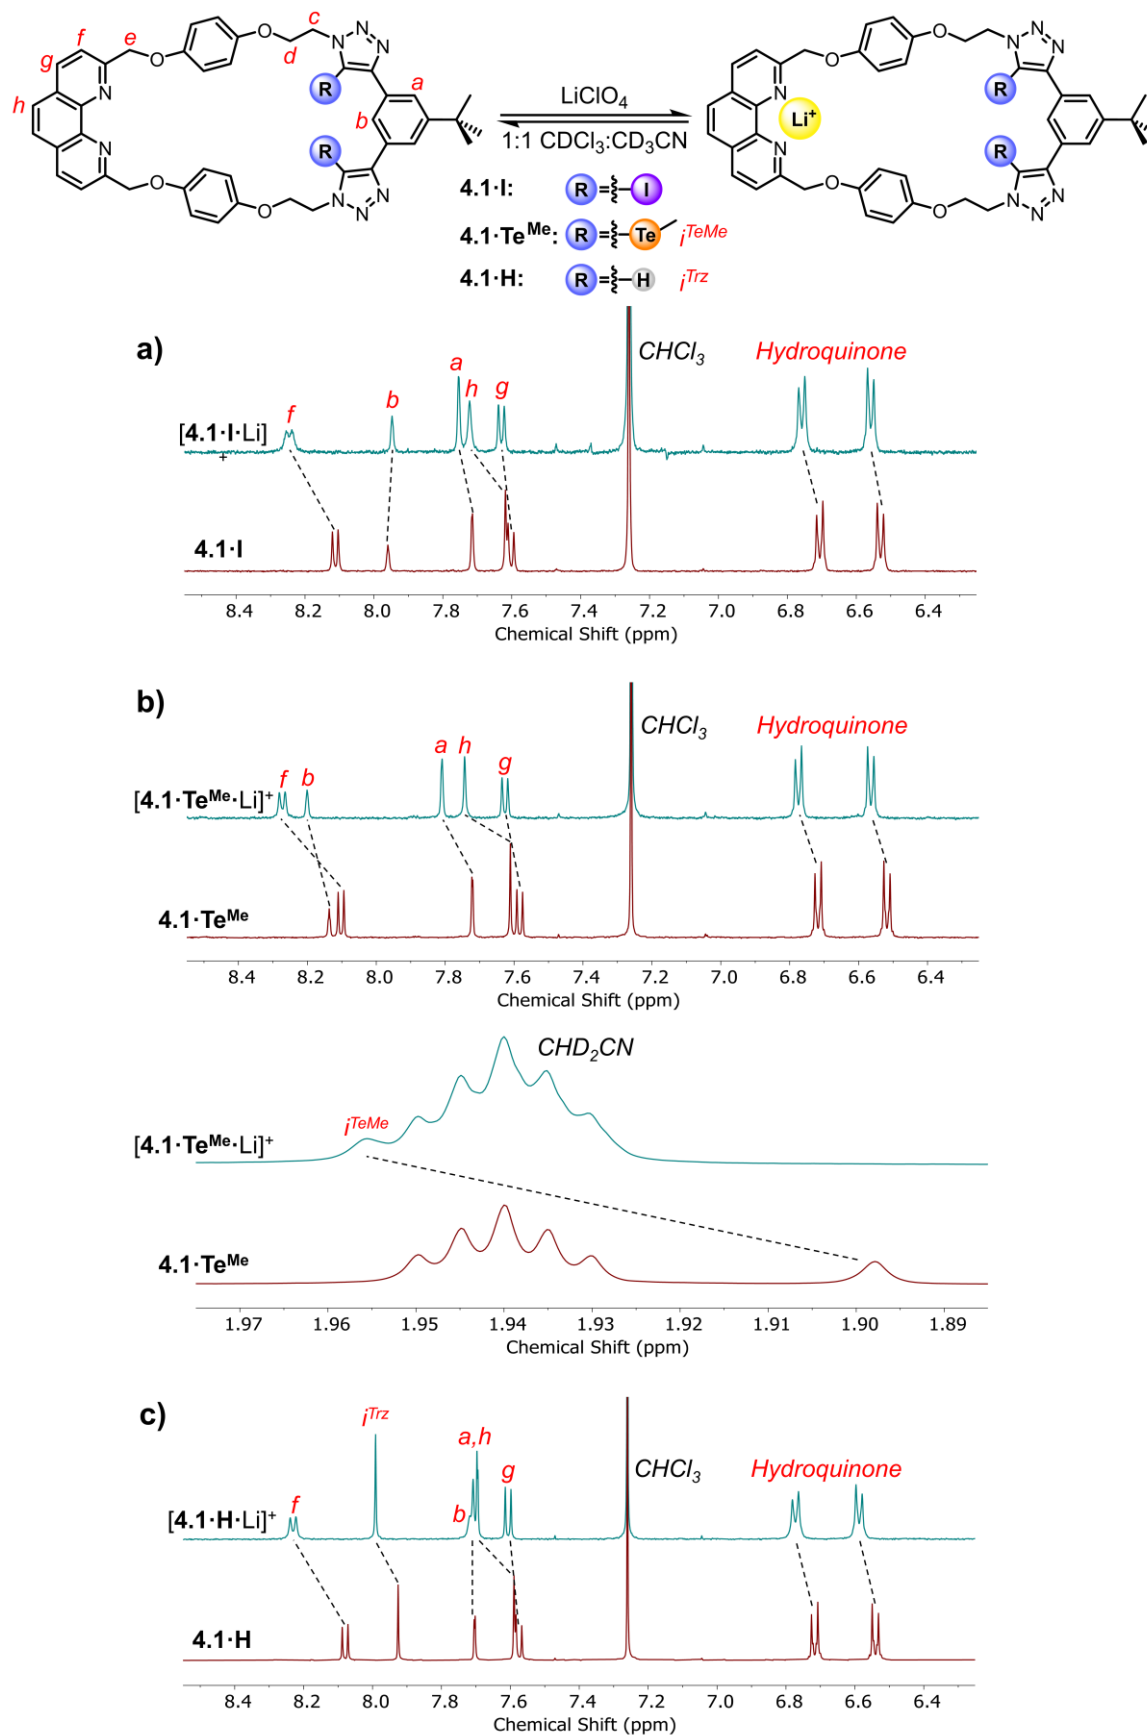 c
f e d N N
g O O N N
R
h N a
b
N R
O O N N
N
LiClO4
1:1 CDCl3:CD3CN
O O N N
N
N R
Li+
N R
O O N N
N
4.1·I: R = I
4.1·TeMe: R = Te iTeMe
4.1·H: R = H iTrz
a)
CHCl3 Hydroquinone
f b a h g
[4.1·I·Li]
+
4.1·I
8.4 8.2 8.0 7.8 7.6 7.4 7.2 7.0 6.8 6.6 6.4
Chemical Shift (ppm)
b)
CHCl3 Hydroquinone
f b a h g
[4.1·TeMe·Li]+
4.1·TeMe
8.4 8.2 8.0 7.8 7.6 7.4 7.2 7.0 6.8 6.6 6.4
Chemical Shift (ppm)
CHD2CN
iTeMe
[4.1·TeMe·Li]+
4.1·TeMe
1.97 1.96 1.95 1.94 1.93 1.92 1.91 1.90 1.89
Chemical Shift (ppm)
c)
iTrz
a,h
CHCl3 Hydroquinone
f b g
[4.1·H·Li]+
4.1·H
8.4 8.2 8.0 7.8 7.6 7.4 7.2 7.0 6.8 6.6 6.4
Chemical Shift (ppm)